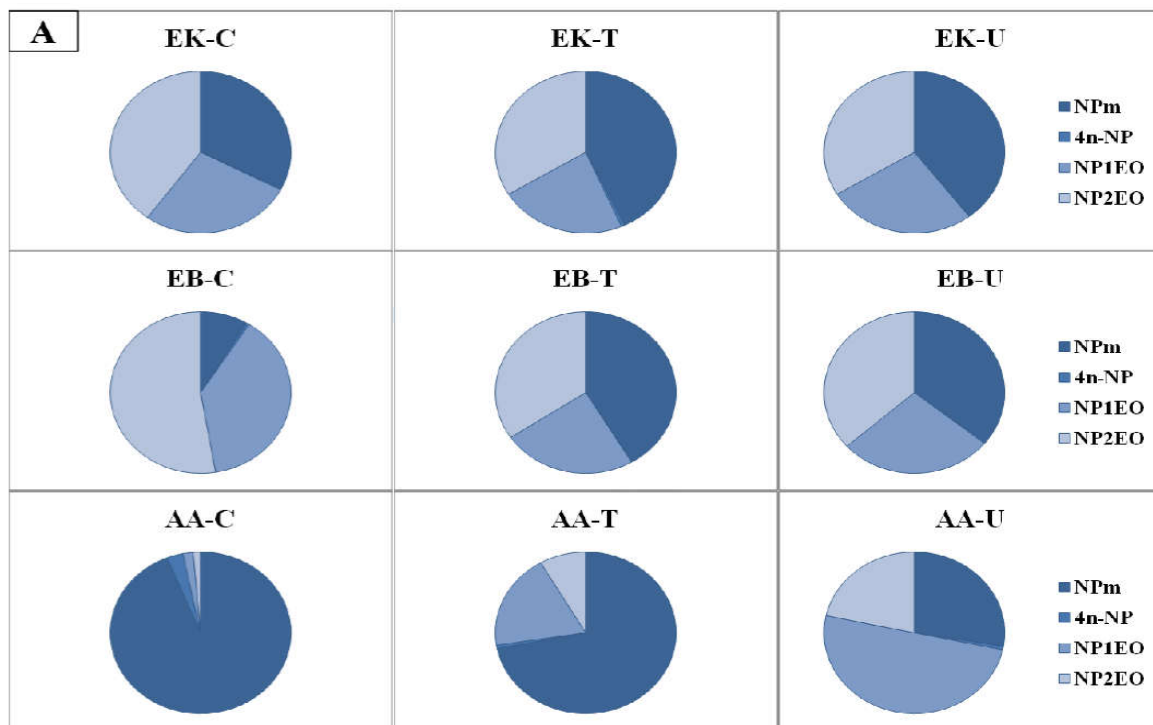 A
EK-C
EK-T
EK-U
NPm
4n-NP
NP1EO
NP2EO
EB-C
EB-T
EB-U
NPm
4n-NP
NP1EO
NP2EO
AA-C
AA-T
AA-U
NPm
4n-NP
NP1EO
NP2EO